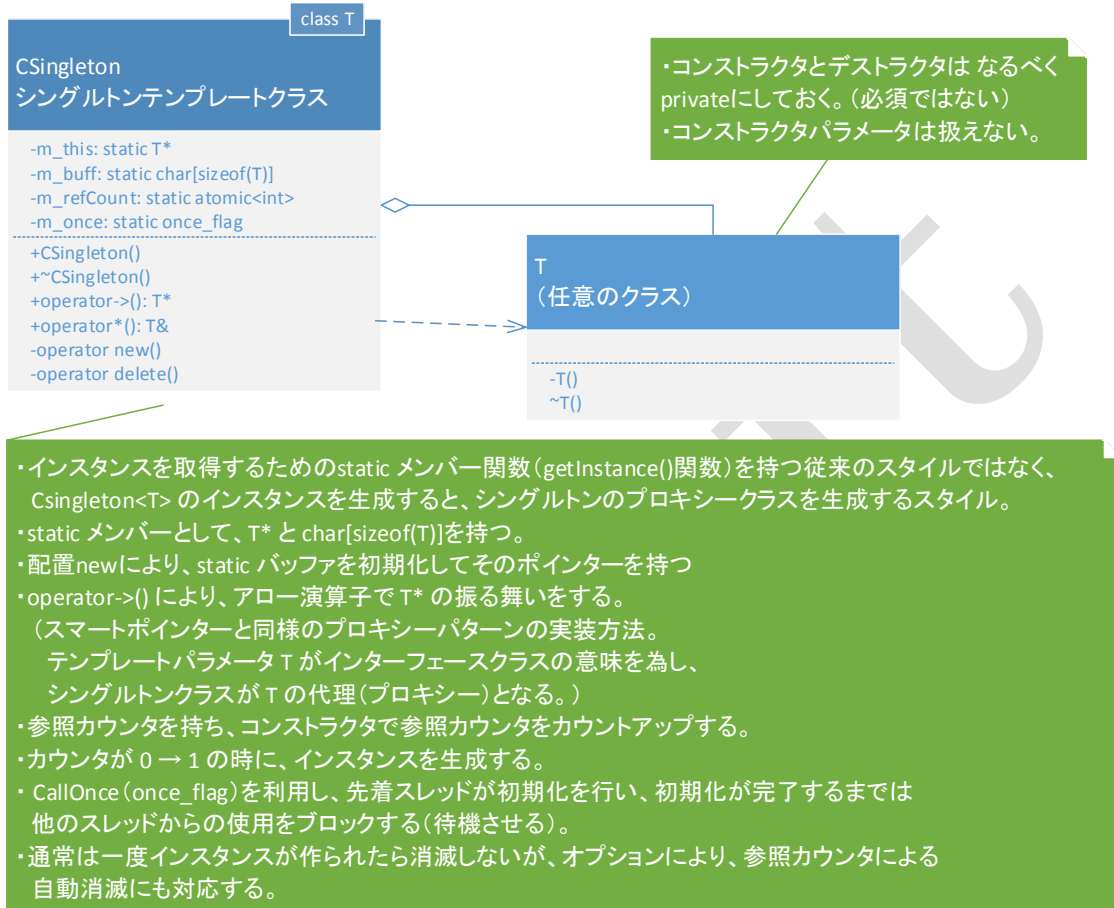 class T
CSingleton
シングルトンテンプレートクラス
-m_this: static T*
-m_buff: static char[sizeof(T)]
-m_refCount: static atomic<int>
-m_once: static once_flag
+CSingleton()
+~CSingleton()
+operator->(): T*
+operator*(): T&
-operator new()
-operator delete()
・コンストラクタとデストラクタは なるべく
privateにしておく。（必須ではない）
・コンストラクタパラメータは扱えない。
T
（任意のクラス）
-T()
~T()
・インスタンスを取得するためのstatic メンバー関数（getInstance()関数）を持つ従来のスタイルではなく、
Csingleton<T> のインスタンスを生成すると、シングルトンのプロキシークラスを生成するスタイル。
・static メンバーとして、T* と char[sizeof(T)]を持つ。
・配置newにより、static バッファを初期化してそのポインターを持つ
・operator->() により、アロー演算子で T* の振る舞いをする。
（スマートポインターと同様のプロキシーパターンの実装方法。
テンプレートパラメータ T がインターフェースクラスの意味を為し、
シングルトンクラスが T の代理（プロキシー）となる。）
・参照カウンタを持ち、コンストラクタで参照カウンタをカウントアップする。
・カウンタが 0 → 1 の時に、インスタンスを生成する。
・ CallOnce（once_flag）を利用し、先着スレッドが初期化を行い、初期化が完了するまでは
他のスレッドからの使用をブロックする（待機させる）。
・通常は一度インスタンスが作られたら消滅しないが、オプションにより、参照カウンタによる
自動消滅にも対応する。